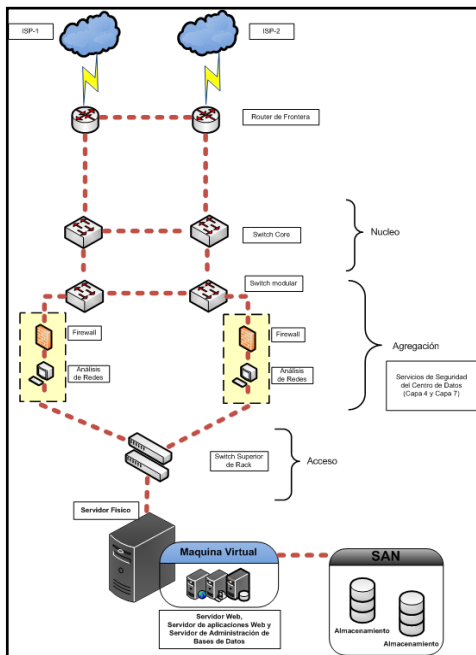 ISP-1
ISP-2
Router de Frontera
Switch Core
Nucleo
Switch modular
Firewall
Firewall
Agregación
Análisis
de Redes
Análisis
de Redes
Servicios de Seguridad
del Centro de Datos
(Capa 4 y Capa 7)
Switch Superior
de Rack
Acceso
Servidor Físico
Maquina Virtual
SAN
Almacenamiento
Almacenamiento
Servidor Web,
Servidor de aplicaciones Web y
Servidor de Administración de
Bases de Datos